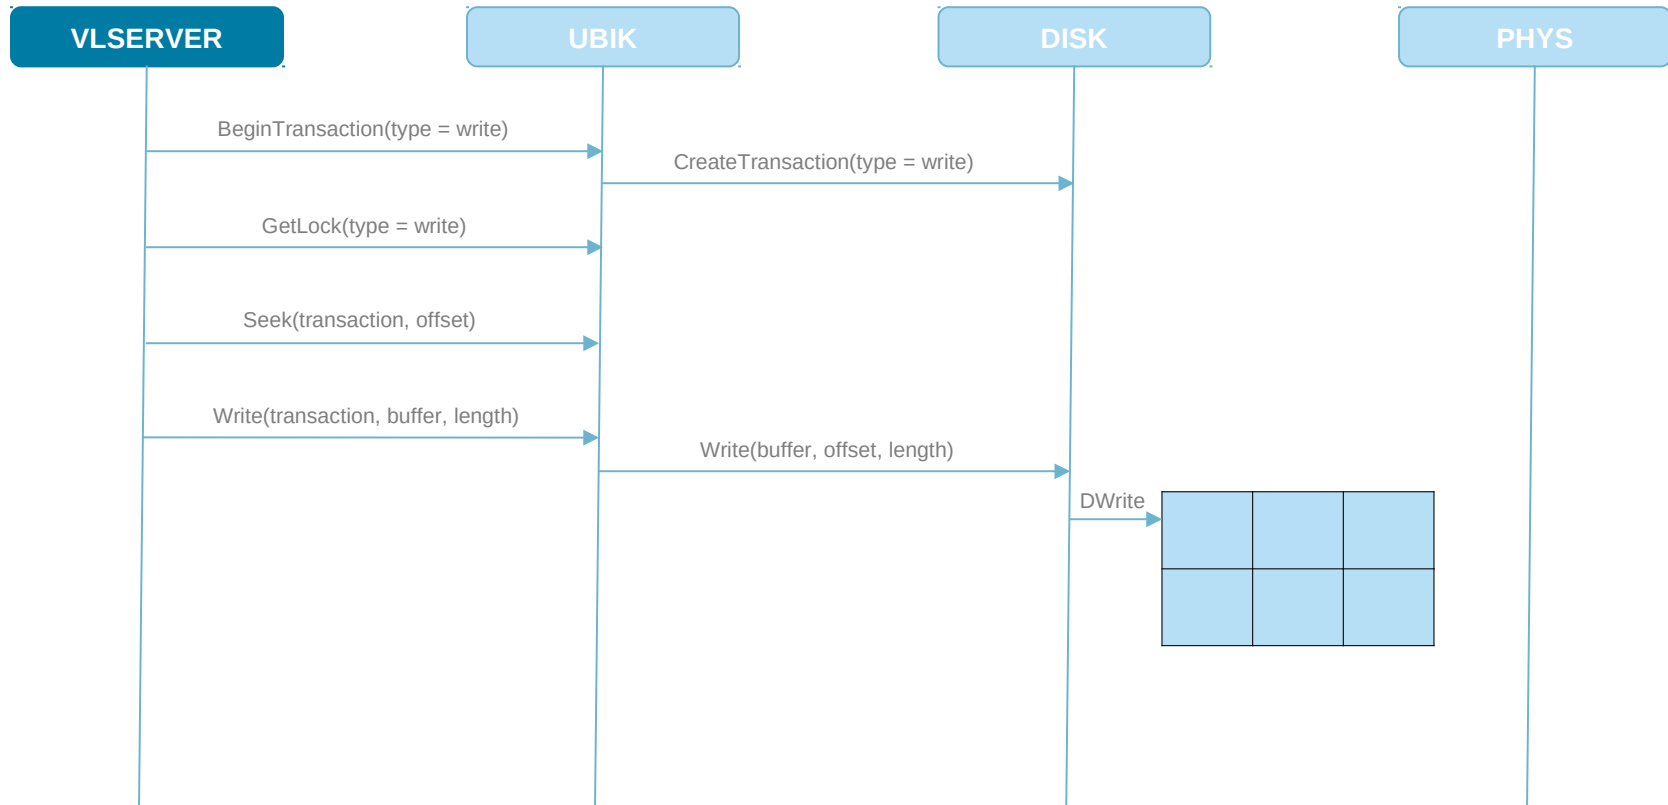 VLSERVER
UBIK
DISK
PHYS
BeginTransaction(type = write)
CreateTransaction(type = write)
GetLock(type = write)
Seek(transaction, offset)
Write(transaction, buffer, length)
Write(buffer, offset, length)
DWrite